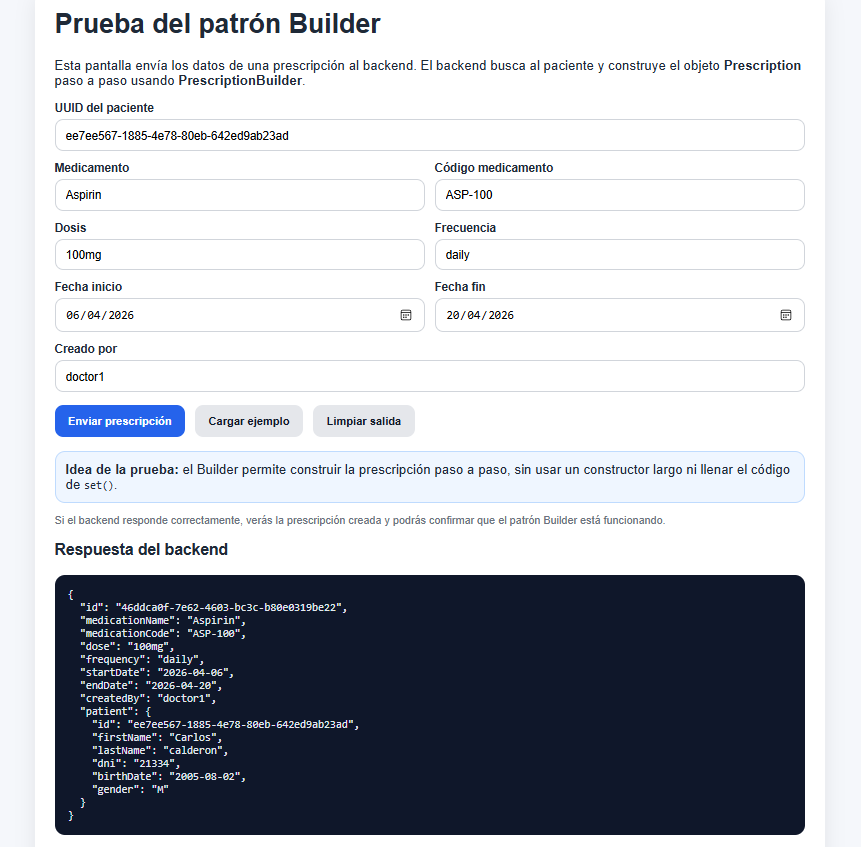 Prueba del patrón Builder
Esta pantalla envía los datos de una prescripción al backend. El backend busca al paciente y construye el objeto Prescription
paso a paso usando PrescriptionBuilder.
UUID del paciente
ee7ee567-1885-4e78-80eb-642ed9ab23ad
Medicamento
Código medicamento
Aspirin
ASP-100
Dosis
Frecuencia
100mg
daily
Fecha inicio
Fecha fin
06/04/2026
20/04/2026
Creado por
doctor1
Enviar prescripción
Cargar ejemplo
Limpiar salida
Idea de la prueba: el Builder permite construir la prescripción paso a paso, sin usar un constructor largo ni llenar el código
de set().
Si el backend responde correctamente, verás la prescripción creada y podrás confirmar que el patrón Builder está funcionando.
Respuesta del backend
{
"id": "46ddca0f-7e62-4603-bc3c-b80e0319be22",
"medicationName": "Aspirin",
"medicationCode": "ASP-100",
"dose": "100mg",
"frequency": "daily",
"startDate": "2026-04-06",
"endDate": "2026-04-20",
"createdBy": "doctor1",
"patient": {
"id": "ee7ee567-1885-4e78-80eb-642ed9ab23ad",
"firstName": "Carlos",
"lastName": "calderon",
"dni": "21334",
"birthDate": "2005-08-02",
"gender": "M"
}
}